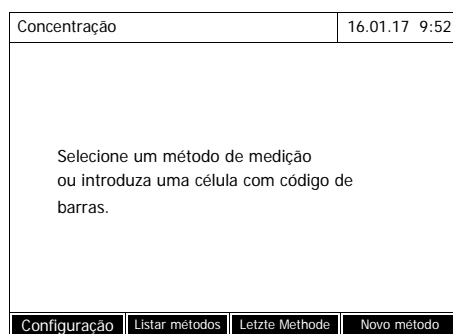 Concentração 16.01.17 9:52
Selecione um método de medição
ou introduza uma célula com código de
barras.
Configuração Listar métodos Letzte Methode Novo método